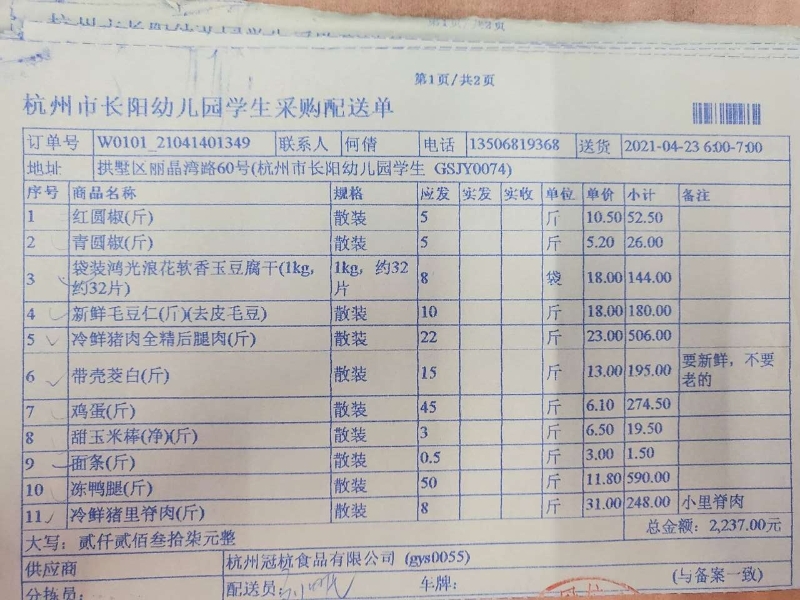 第1页/共2页
杭州市长阳幼儿园学生采购配送单
订单号 W0101_21041401349 联系人 何倩 电话 13506819368 送货 2021-04-23 6:00-7:00
地址 拱墅区丽晶湾路60号(杭州市长阳幼儿园学生 GSJY0074)
序号 商品名称 规格 应发 实发 实收 单位 单价 小计 备注
1 红圆椒(斤) 散装 5 斤 10.50 52.50
2 青圆椒(斤) 散装 5 斤 5.20 26.00
3 袋装鸿光浪花软香玉豆腐干(1kg,约32片) 1kg, 约32片 8 袋 18.00 144.00
4 新鲜毛豆仁(斤)(去皮毛豆) 散装 10 斤 18.00 180.00
5 冷鲜猪肉全精后腿肉(斤) 散装 22 斤 23.00 506.00
6 带壳茭白(斤) 散装 15 斤 13.00 195.00 要新鲜，不要老的
7 鸡蛋(斤) 散装 45 斤 6.10 274.50
8 甜玉米棒(净)(斤) 散装 3 斤 6.50 19.50
9 面条(斤) 散装 0.5 斤 3.00 1.50
10 冻鸭腿(斤) 散装 50 斤 11.80 590.00
11 冷鲜猪里脊肉(斤) 散装 8 斤 31.00 248.00 小里脊肉
大写: 贰仟贰佰叁拾柒元整 总金额: 2,237.00元
供应商 杭州冠杭食品有限公司 (gys0055)
分拣员: 配送员: 车牌: (与备案一致)